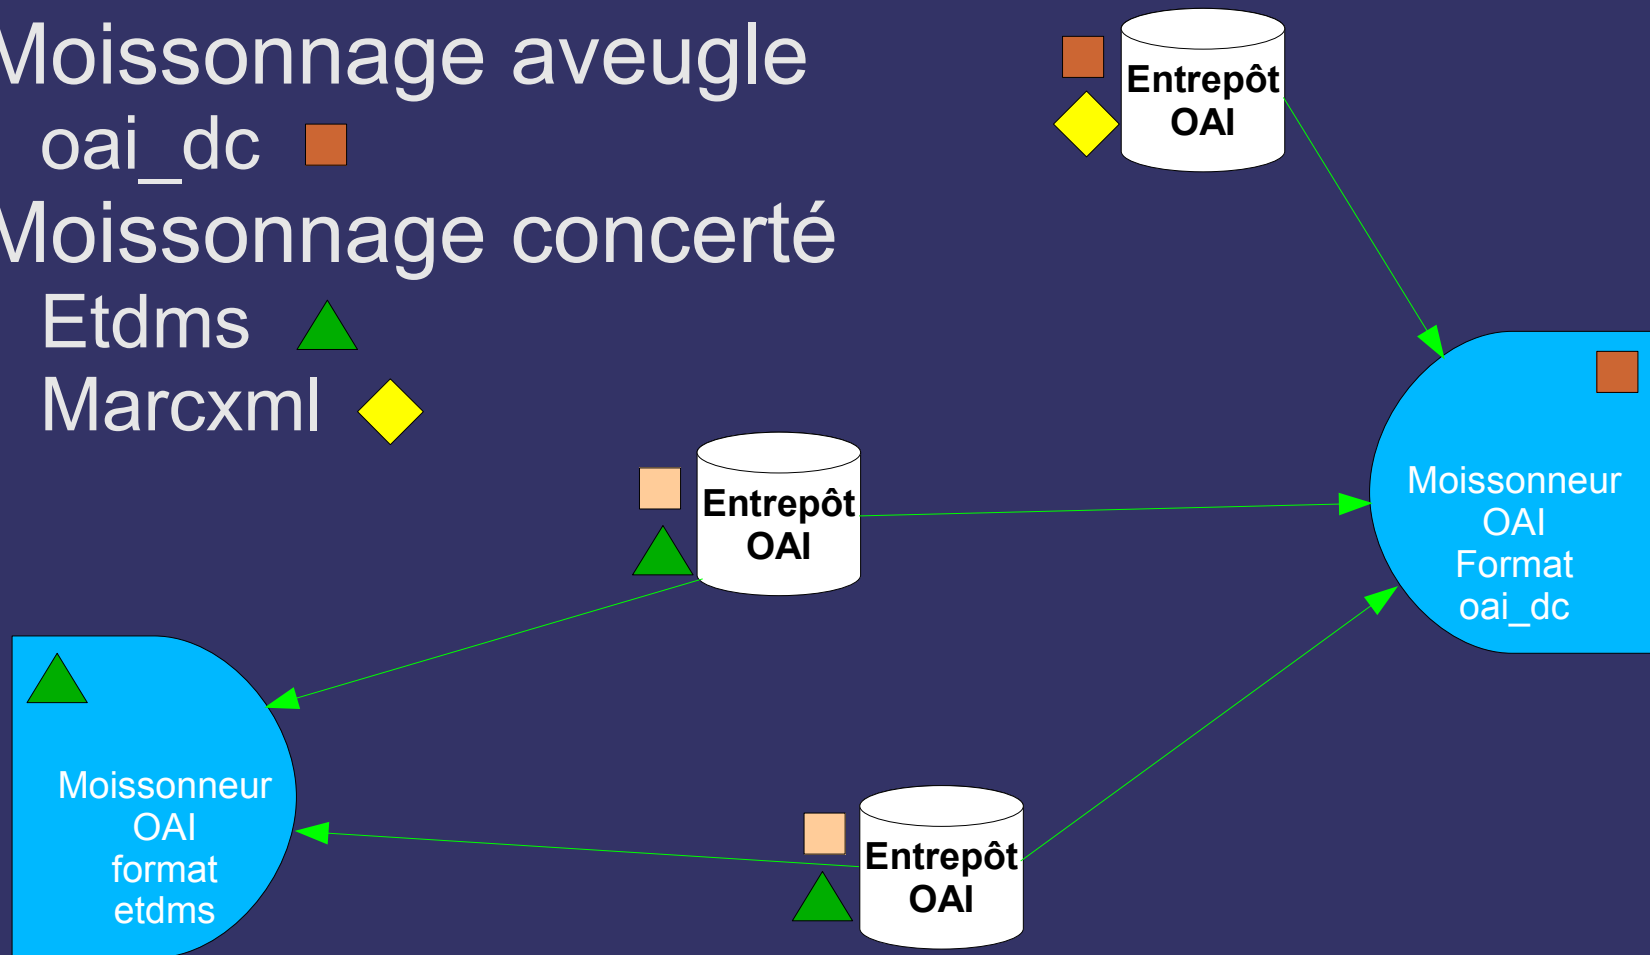 Moissonnage aveugle
oai_dc
Moissonnage concerté
Etdms
Marcxml
Entrepôt
OAI
Entrepôt
OAI
Moissonneur
OAI
Format
oai_dc
Moissonneur
OAI
format
etdms
Entrepôt
OAI